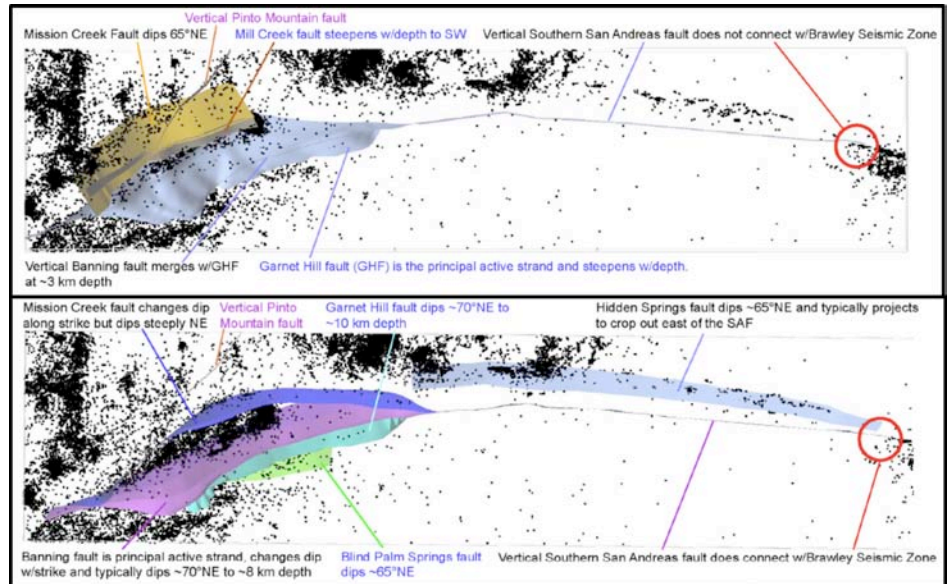 Vertical Pinto Mountain fault
Mission Creek Fault dips 65°NE
Mill Creek fault steepens w/depth to SW
Vertical Southern San Andreas fault does not connect w/Brawley Seismic Zone
Vertical Banning fault merges w/GHF
at ~3 km depth
Garnet Hill fault (GHF) is the principal active strand and steepens w/depth.
Mission Creek fault changes dip
along strike but dips steeply NE
Vertical Pinto
Mountain fault
Garnet Hill fault dips ~70°NE to
~10 km depth
Hidden Springs fault dips ~65°NE and typically projects
to crop out east of the SAF
Banning fault is principal active strand, changes dip
w/strike and typically dips ~70°NE to ~8 km depth
Blind Palm Springs fault
dips ~65°NE
Vertical Southern San Andreas fault does connect w/Brawley Seismic Zone